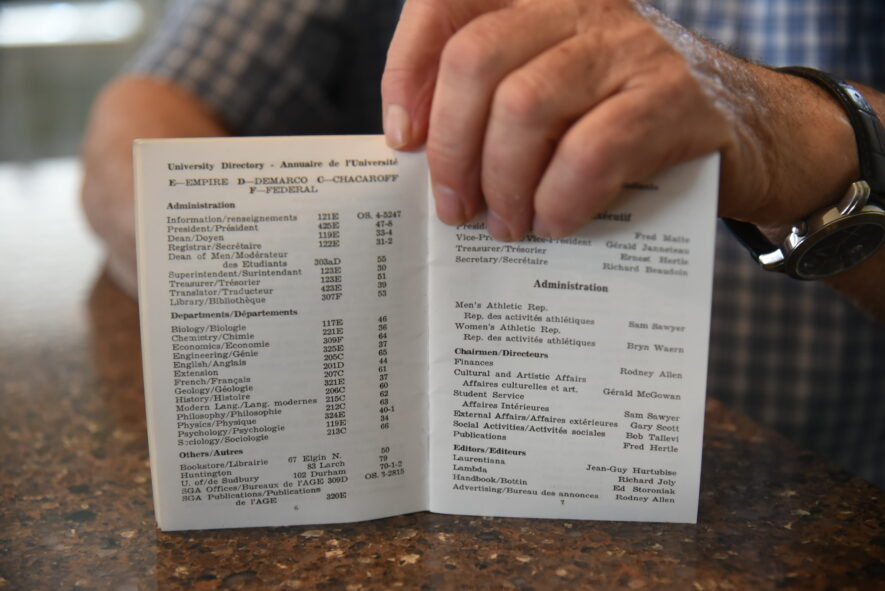 University Directory - Annuaire de l'Université
E—EMPIRE D—DEMARCO C—CHACAROFF
F—FEDERAL
Administration
Information/renseignements 121E OS. 4-5247
President/Président 425E 47-8
Dean/Doyen 119E 33-4
Registrar/Secrétaire 122E 31-2
Dean of Men/Modérateur
des Etudiants 303aD 55
Superintendent/Surintendant 123E 30
Treasurer/Trésorier 123E 51
Translator/Traducteur 423E 39
Library/Bibliothèque 307F 53
Departments/Départements
Biology/Biologie 117E 46
Chemistry/Chimie 221E 36
Economics/Economie 309F 64
Engineering/Génie 325E 37
English/Anglais 205C 65
Extension 201D 44
French/Français 207C 61
Geology/Géologie 321E 37
History/Histoire 206C 60
Modern Lang./Lang. modernes 215C 62
Philosophy/Philosophie 212C 63
Physics/Physique 324E 40-1
Psychology/Psychologie 119E 34
Sociology/Sociologie 213C 66
Others/Autres
Bookstore/Librairie 67 Elgin N. 50
Huntington 83 Larch 79
U. of/de Sudbury 102 Durham 70-1-2
SGA Offices/Bureaux de l'AGE 309D OS. 3-2815
SGA Publications/Publications
de l'AGE 320E
6
Fred Matte
Vice-Président Gérald Janneteau
Treasurer/Trésorier Ernest Hertle
Secretary/Secrétaire Richard Beaudoin
Administration
Men's Athletic Rep.
Rep. des activités athlétiques Sam Sawyer
Women's Athletic Rep.
Rep. des activités athlétiques Bryn Waern
Chairmen/Directeurs
Finances Rodney Allen
Cultural and Artistic Affairs
Affaires culturelles et art. Gérald McGowan
Student Service
Affaires Intérieures Sam Sawyer
External Affairs/Affaires extérieures Gary Scott
Social Activities/Activités sociales Bob Tallevi
Publications Fred Hertle
Editors/Editeurs
Laurentiana Jean-Guy Hurtubise
Lambda Richard Joly
Handbook/Bottin Ed Storoniak
Advertising/Bureau des annonces Rodney Allen
7